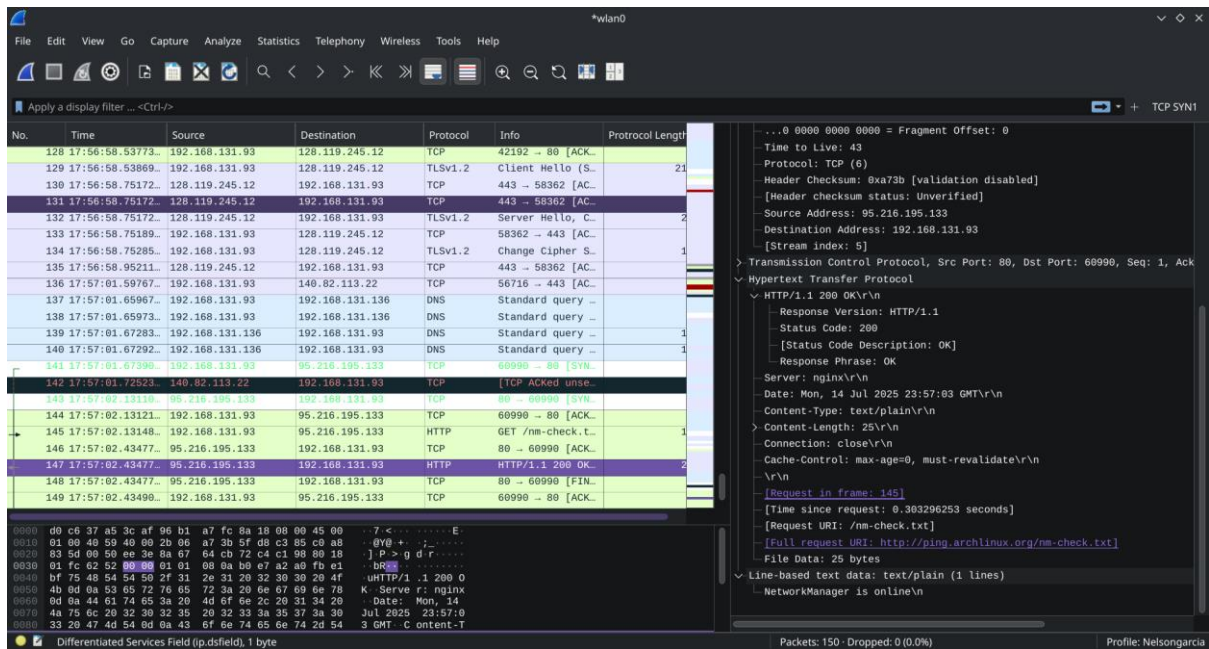 *wlan0
File Edit View Go Capture Analyze Statistics Telephony Wireless Tools Help
Apply a display filter … <Ctrl-/>
TCP SYN1
No. Time Source Destination Protocol Info Protrocol Length
128 17:56:58.53773… 192.168.131.93 128.119.245.12 TCP 42192 → 80 [ACK…
129 17:56:58.53869… 192.168.131.93 128.119.245.12 TLSv1.2 Client Hello (S… 21
130 17:56:58.75172… 128.119.245.12 192.168.131.93 TCP 443 → 58362 [AC…
131 17:56:58.75172… 128.119.245.12 192.168.131.93 TCP 443 → 58362 [AC…
132 17:56:58.75172… 128.119.245.12 192.168.131.93 TLSv1.2 Server Hello, C… 2
133 17:56:58.75189… 192.168.131.93 128.119.245.12 TCP 58362 → 443 [AC…
134 17:56:58.75285… 192.168.131.93 128.119.245.12 TLSv1.2 Change Cipher S… 1
135 17:56:58.95211… 128.119.245.12 192.168.131.93 TCP 443 → 58362 [AC…
136 17:57:01.59767… 192.168.131.93 140.82.113.22 TCP 56716 → 443 [AC…
137 17:57:01.65967… 192.168.131.93 192.168.131.136 DNS Standard query …
138 17:57:01.65973… 192.168.131.93 192.168.131.136 DNS Standard query …
139 17:57:01.67283… 192.168.131.136 192.168.131.93 DNS Standard query … 1
140 17:57:01.67292… 192.168.131.136 192.168.131.93 DNS Standard query … 1
141 17:57:01.67390… 192.168.131.93 95.216.195.133 TCP 60990 → 80 [SYN…
142 17:57:01.72523… 140.82.113.22 192.168.131.93 TCP [TCP ACKed unse…
143 17:57:02.13110… 95.216.195.133 192.168.131.93 TCP 80 → 60990 [SYN…
144 17:57:02.13121… 192.168.131.93 95.216.195.133 TCP 60990 → 80 [ACK…
145 17:57:02.13148… 192.168.131.93 95.216.195.133 HTTP GET /nm-check.t… 1
146 17:57:02.43477… 95.216.195.133 192.168.131.93 TCP 80 → 60990 [ACK…
147 17:57:02.43477… 95.216.195.133 192.168.131.93 HTTP HTTP/1.1 200 OK… 2
148 17:57:02.43477… 95.216.195.133 192.168.131.93 TCP 80 → 60990 [FIN…
149 17:57:02.43490… 192.168.131.93 95.216.195.133 TCP 60990 → 80 [ACK…
0000 d0 c6 37 a5 3c af 96 b1 a7 fc 8a 18 08 00 45 00 ··7·<··· ······E·
0010 01 00 40 59 40 00 2b 06 a7 3b 5f d8 c3 85 c0 a8 ··@Y@·+· ·;_·····
0020 83 5d 00 50 ee 3e 8a 67 64 cb 72 c4 c1 98 80 18 ·]·P·>·g d·r·····
0030 01 fc 62 52 00 00 01 01 08 0a b0 e7 a2 a0 fb e1 ··bR···· ········
0040 bf 75 48 54 54 50 2f 31 2e 31 20 32 30 30 20 4f ·uHTTP/1 .1 200 O
0050 4b 0d 0a 53 65 72 76 65 72 3a 20 6e 67 69 6e 78 K··Serve r: nginx
0060 0d 0a 44 61 74 65 3a 20 4d 6f 6e 2c 20 31 34 20 ··Date: Mon, 14
0070 4a 75 6c 20 32 30 32 35 20 32 33 3a 35 37 3a 30 Jul 2025 23:57:0
0080 33 20 47 4d 54 0d 0a 43 6f 6e 74 65 6e 74 2d 54 3 GMT··C ontent-T
...0 0000 0000 0000 = Fragment Offset: 0
Time to Live: 43
Protocol: TCP (6)
Header Checksum: 0xa73b [validation disabled]
[Header checksum status: Unverified]
Source Address: 95.216.195.133
Destination Address: 192.168.131.93
[Stream index: 5]
Transmission Control Protocol, Src Port: 80, Dst Port: 60990, Seq: 1, Ack
Hypertext Transfer Protocol
HTTP/1.1 200 OK\r\n
Response Version: HTTP/1.1
Status Code: 200
[Status Code Description: OK]
Response Phrase: OK
Server: nginx\r\n
Date: Mon, 14 Jul 2025 23:57:03 GMT\r\n
Content-Type: text/plain\r\n
Content-Length: 25\r\n
Connection: close\r\n
Cache-Control: max-age=0, must-revalidate\r\n
\r\n
[Request in frame: 145]
[Time since request: 0.303296253 seconds]
[Request URI: /nm-check.txt]
[Full request URI: http://ping.archlinux.org/nm-check.txt]
File Data: 25 bytes
Line-based text data: text/plain (1 lines)
NetworkManager is online\n
Differentiated Services Field (ip.dsfield), 1 byte
Packets: 150 · Dropped: 0 (0.0%)
Profile: Nelsongarcia